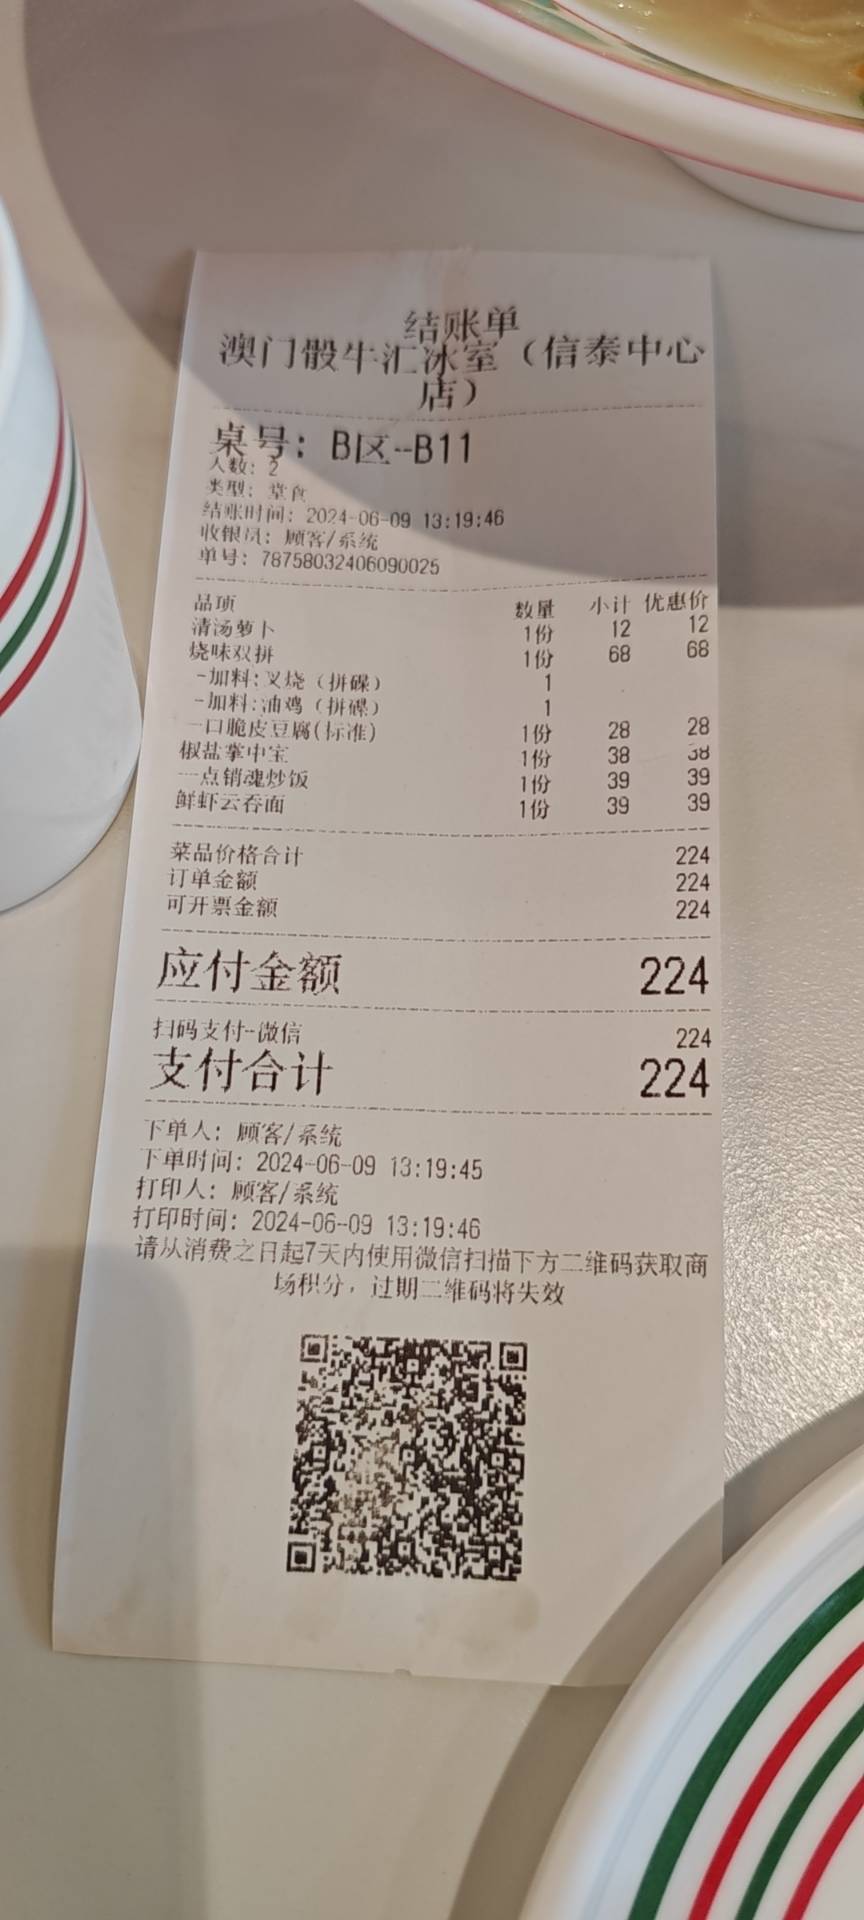 结账单
澳门骰牛汇冰室（信泰中心
店）
桌号: B区-B11
人数: 2
类型: 堂食
结账时间: 2024-06-09 13:19:46
收银员: 顾客/系统
单号: 78758032406090025
品项 数量 小计 优惠价
清汤萝卜 1份 12 12
烧味双拼 1份 68 68
-加料:叉烧（拼碟） 1
-加料:油鸡（拼碟） 1
一口脆皮豆腐(标准) 1份 28 28
椒盐掌中宝 1份 38 38
一点销魂炒饭 1份 39 39
鲜虾云吞面 1份 39 39
菜品价格合计 224
订单金额 224
可开票金额 224
应付金额 224
扫码支付-微信 224
支付合计 224
下单人: 顾客/系统
下单时间: 2024-06-09 13:19:45
打印人: 顾客/系统
打印时间: 2024-06-09 13:19:46
请从消费之日起7天内使用微信扫描下方二维码获取商
场积分，过期二维码将失效